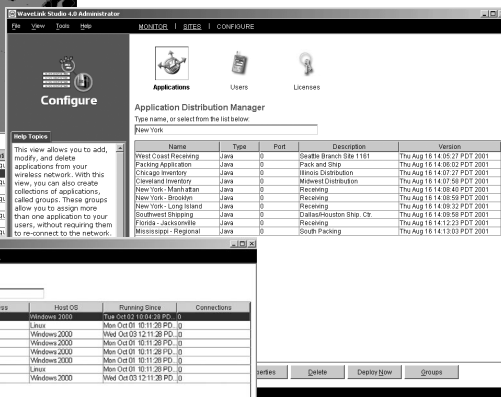 WaveLink Studio 4.0 Administrator
File View Tools Help
MONITOR | SITES | CONFIGURE
Configure
Applications Users Licenses
Application Distribution Manager
Type name, or select from the list below:
New York
Help Topics
This view allows you to add,
modify, and delete
applications from your
wireless network. With this
view, you can also create
collections of applications,
called groups. These groups
allow you to assign more
than one application to your
users, without requiring them
to re-connect to the network.
Name Type Port Description Version
West Coast Receiving Java 0 Seattle Branch Site 1161 Thu Aug 16 14:05:27 PDT 2001
Packing Application Java 0 Pack and Ship Thu Aug 16 14:06:02 PDT 2001
Chicago Inventory Java 0 Illinois Distribution Thu Aug 16 14:07:27 PDT 2001
Cleveland Inventory Java 0 Midwest Distribution Thu Aug 16 14:07:58 PDT 2001
New York - Manhattan Java 0 Receiving Thu Aug 16 14:08:40 PDT 2001
New York - Brooklyn Java 0 Receiving Thu Aug 16 14:08:59 PDT 2001
New York - Long Island Java 0 Receiving Thu Aug 16 14:09:32 PDT 2001
Southwest Shipping Java 0 Dallas/Houston Ship. Ctr. Thu Aug 16 14:09:58 PDT 2001
Florida - Jacksonville Java 0 Receiving Thu Aug 16 14:12:23 PDT 2001
Mississippi - Regional Java 0 South Packing Thu Aug 16 14:13:03 PDT 2001
ess Host OS Running Since Connections
Windows 2000 Tue Oct 02 10:04:28 PD... 0
Linux Mon Oct 01 10:11:28 PD... 0
Windows 2000 Wed Oct 03 12:11:28 PD... 0
Windows 2000 Mon Oct 01 10:11:28 PD... 0
Windows 2000 Mon Oct 01 10:11:28 PD... 0
Linux Mon Oct 01 10:11:28 PD... 0
Windows 2000 Wed Oct 03 12:11:28 PD... 0
perties Delete Deploy Now Groups